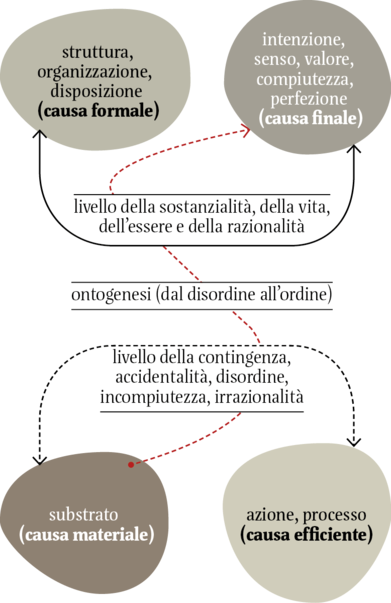 struttura,
organizzazione,
disposizione
(causa formale)
intenzione,
senso, valore,
compiutezza,
perfezione
(causa finale)
livello della sostanzialità, della vita,
dell'essere e della razionalità
ontogenesi (dal disordine all'ordine)
livello della contingenza,
accidentalità, disordine,
incompiutezza, irrazionalità
substrato
(causa materiale)
azione, processo
(causa efficiente)